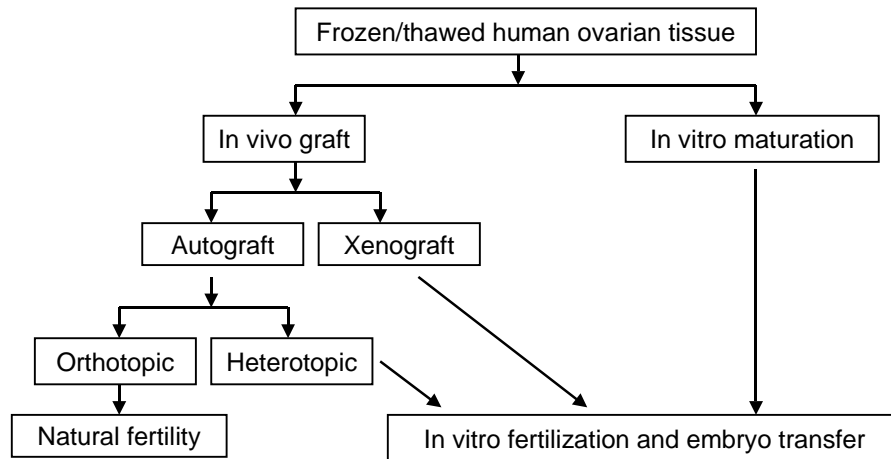 Frozen/thawed human ovarian tissue
In vivo graft
In vitro maturation
Autograft
Xenograft
Orthotopic
Heterotopic
Natural fertility
In vitro fertilization and embryo transfer